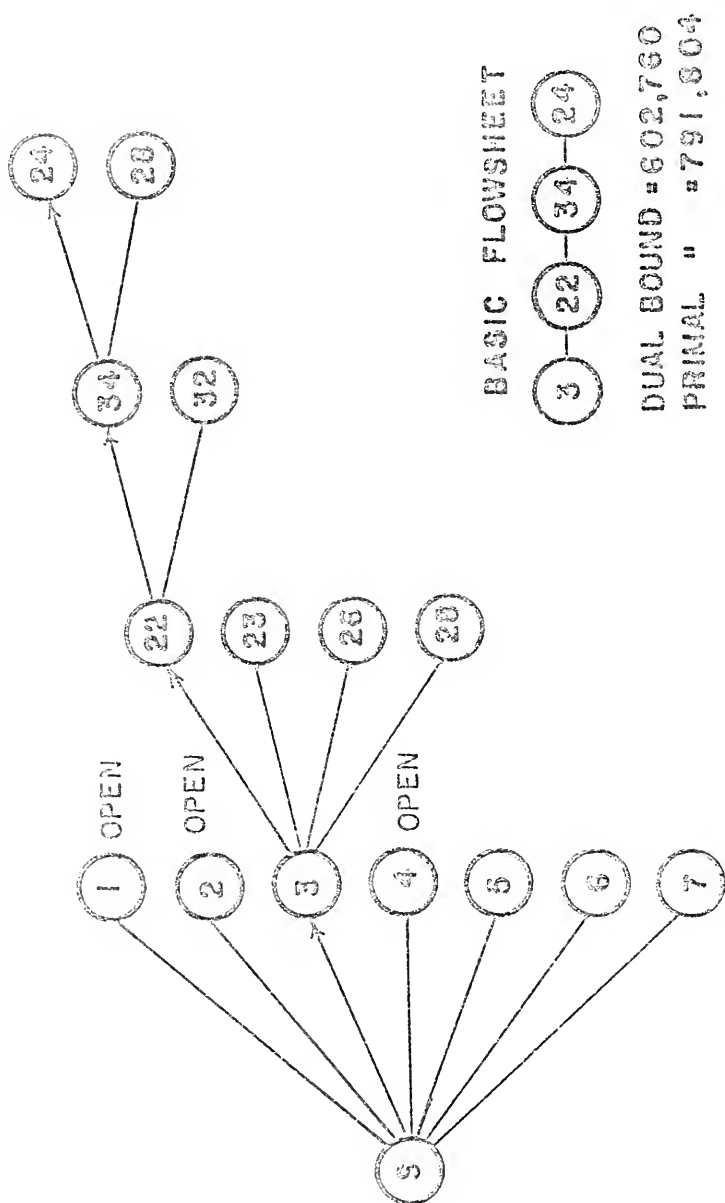 1 OPEN
2 OPEN
3
4 OPEN
5
6
7
S
22
23
28
34
32
24
28
BASIC FLOWSHEET
3 22 34 24
DUAL BOUND = 602,760
PRIMAL " = 791,804